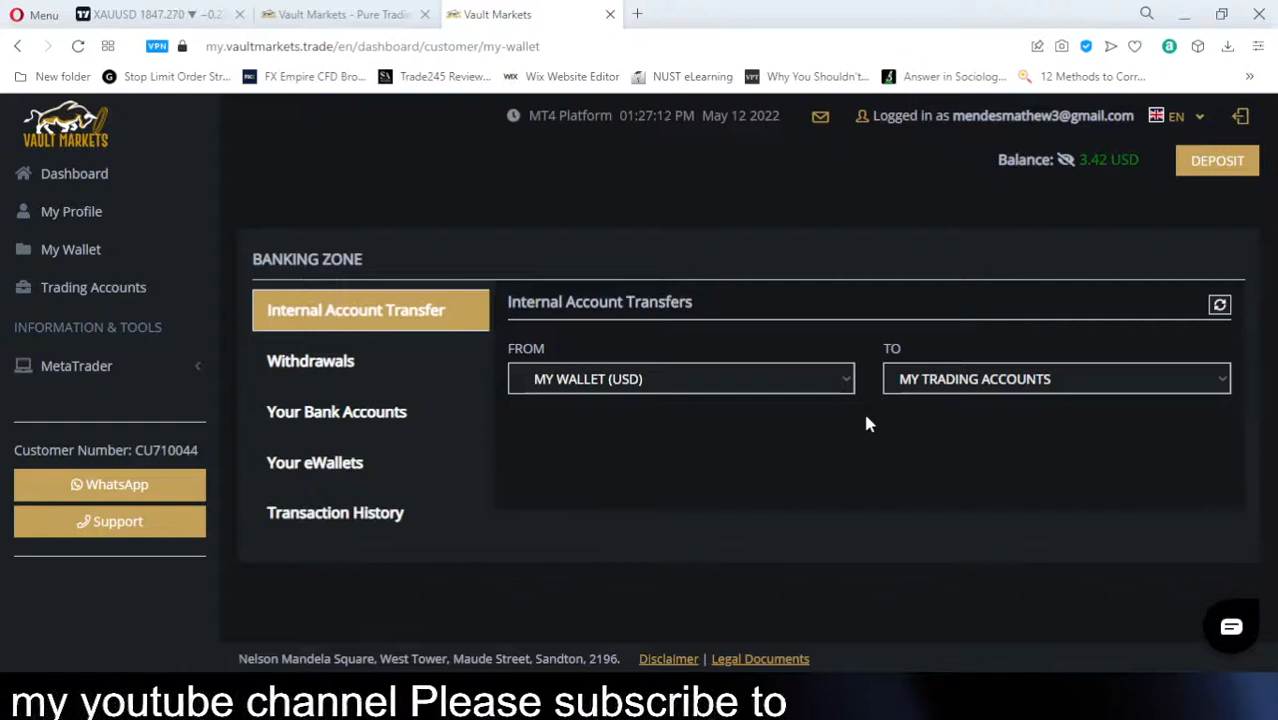 Menu
XAUUSD 1847.270 ▼ −0.2
Vault Markets - Pure Tradin
Vault Markets
VPN
my.vaultmarkets.trade/en/dashboard/customer/my-wallet
New folder
Stop Limit Order Str...
FX Empire CFD Bro...
Trade245 Review...
WIX Wix Website Editor
NUST eLearning
VPT Why You Shouldn't...
Answer in Sociolog...
12 Methods to Corr...
VAULT MARKETS
MT4 Platform 01:27:12 PM May 12 2022
Logged in as mendesmathew3@gmail.com
EN
Balance: 3.42 USD
DEPOSIT
Dashboard
My Profile
My Wallet
Trading Accounts
INFORMATION & TOOLS
MetaTrader
Customer Number: CU710044
WhatsApp
Support
BANKING ZONE
Internal Account Transfer
Withdrawals
Your Bank Accounts
Your eWallets
Transaction History
Internal Account Transfers
FROM
TO
MY WALLET (USD)
MY TRADING ACCOUNTS
Nelson Mandela Square, West Tower, Maude Street, Sandton, 2196. Disclaimer | Legal Documents
my youtube channel Please subscribe to